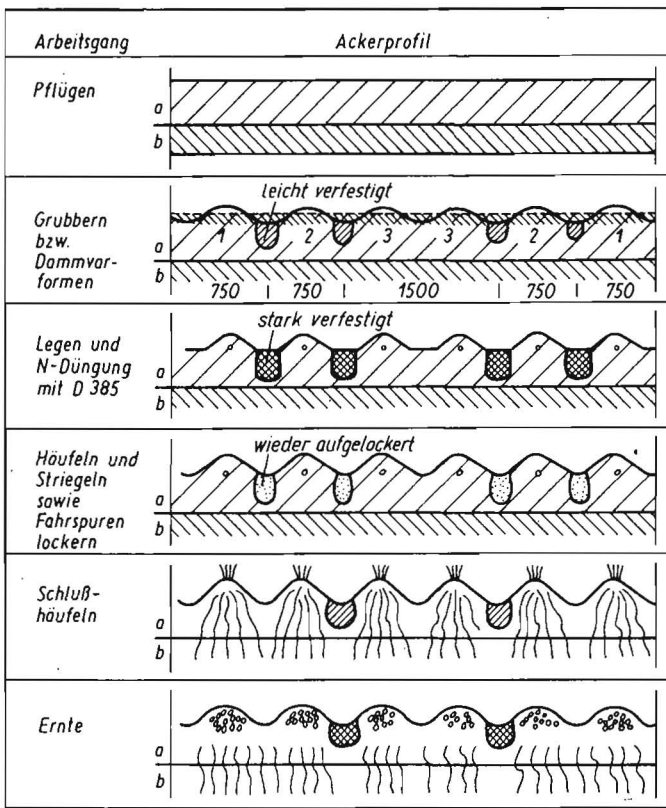 Arbeitsgang Ackerprofil
Pflügen
a
b
leicht verfestigt
Grubbern
bzw.
Dammvor-
formen
1 2 3 3 2 1
a
b
750 750 1500 750 750
stark verfestigt
Legen und
N-Düngung
mit D 385
a
b
wieder aufgelockert
Häufeln und
Striegeln
sowie
Fahrspuren
lockern
a
b
Schluß-
häufeln
a
b
Ernte
a
b